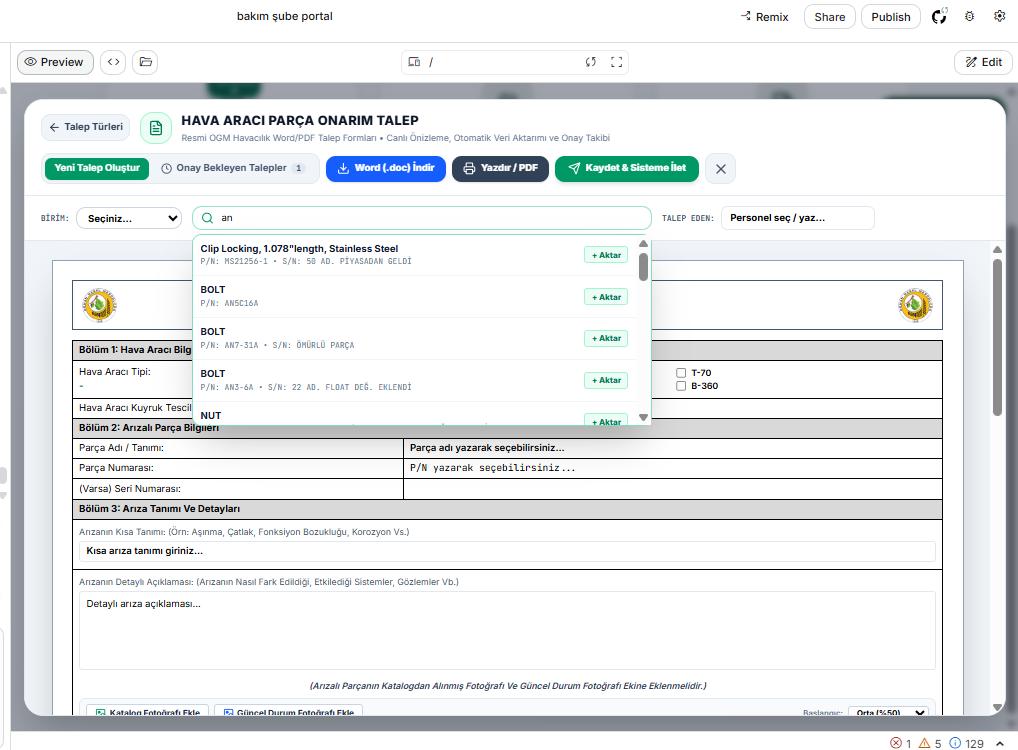 bakım şube portal
Remix
Share
Publish
Preview
/
Edit
Talep Türleri
HAVA ARACI PARÇA ONARIM TALEP
Resmi OGM Havacılık Word/PDF Talep Formları • Canlı Önizleme, Otomatik Veri Aktarımı ve Onay Takibi
Yeni Talep Oluştur
Onay Bekleyen Talepler 1
Word (.doc) İndir
Yazdır / PDF
Kaydet & Sisteme İlet
BİRİM:
Seçiniz...
an
TALEP EDEN:
Personel seç / yaz...
Clip Locking, 1.078"length, Stainless Steel
P/N: MS21256-1 • S/N: 50 AD. PİYASADAN GELDİ
+ Aktar
BOLT
P/N: AN5C16A
+ Aktar
BOLT
P/N: AN7-31A • S/N: ÖMÜRLÜ PARÇA
+ Aktar
BOLT
P/N: AN3-6A • S/N: 22 AD. FLOAT DEĞ. EKLENDİ
+ Aktar
NUT
+ Aktar
Bölüm 1: Hava Aracı Bilg
Hava Aracı Tipi:
-
T-70
B-360
Hava Aracı Kuyruk Tescil
Bölüm 2: Arızalı Parça Bilgileri
Parça Adı / Tanımı:
Parça adı yazarak seçebilirsiniz...
Parça Numarası:
P/N yazarak seçebilirsiniz...
(Varsa) Seri Numarası:
Bölüm 3: Arıza Tanımı Ve Detayları
Arızanın Kısa Tanımı: (Örn: Aşınma, Çatlak, Fonksiyon Bozukluğu, Korozyon Vs.)
Kısa arıza tanımı giriniz...
Arızanın Detaylı Açıklaması: (Arızanın Nasıl Fark Edildiği, Etkilediği Sistemler, Gözlemler Vb.)
Detaylı arıza açıklaması...
(Arızalı Parçanın Katalogdan Alınmış Fotoğrafı Ve Güncel Durum Fotoğrafı Ekine Eklenmelidir.)
Katalog Fotoğrafı Ekle
Güncel Durum Fotoğrafı Ekle
Başlangıç:
Orta (%50)
1
5
129